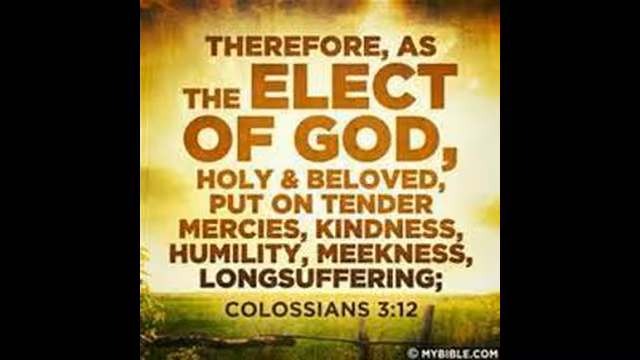 THEREFORE, AS
THE ELECT
OF GOD,
HOLY & BELOVED,
PUT ON TENDER
MERCIES, KINDNESS,
HUMILITY, MEEKNESS,
LONGSUFFERING;
COLOSSIANS 3:12
© MYBIBLE.COM